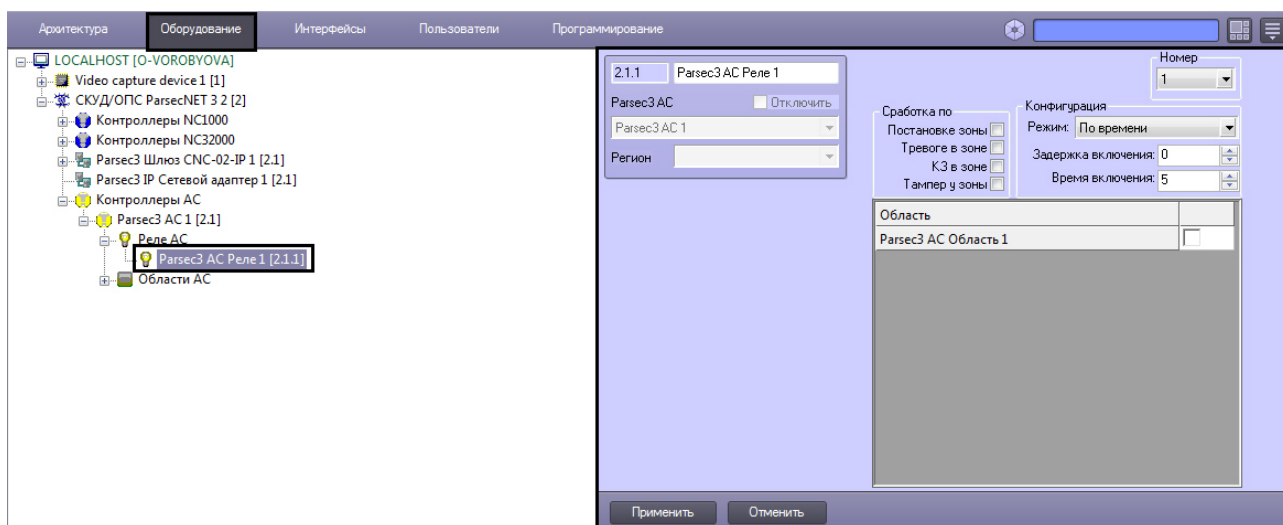 Архитектура Оборудование Интерфейсы Пользователи Программирование
LOCALHOST [O-VOROBYOVA]
Video capture device 1 [1]
СКУД/ОПС ParsecNET 3 2 [2]
Контроллеры NC1000
Контроллеры NC32000
Parsec3 Шлюз CNC-02-IP 1 [2.1]
Parsec3 IP Сетевой адаптер 1 [2.1]
Контроллеры AC
Parsec3 AC 1 [2.1]
Реле AC
Parsec3 AC Реле 1 [2.1.1]
Области AC
2.1.1 Parsec3 AC Реле 1
Parsec3 AC Отключить
Parsec3 AC 1
Регион
Номер
1
Сработка по
Постановке зоны
Тревоге в зоне
КЗ в зоне
Тампер у зоны
Конфигурация
Режим: По времени
Задержка включения: 0
Время включения: 5
Область
Parsec3 AC Область 1
Применить Отменить